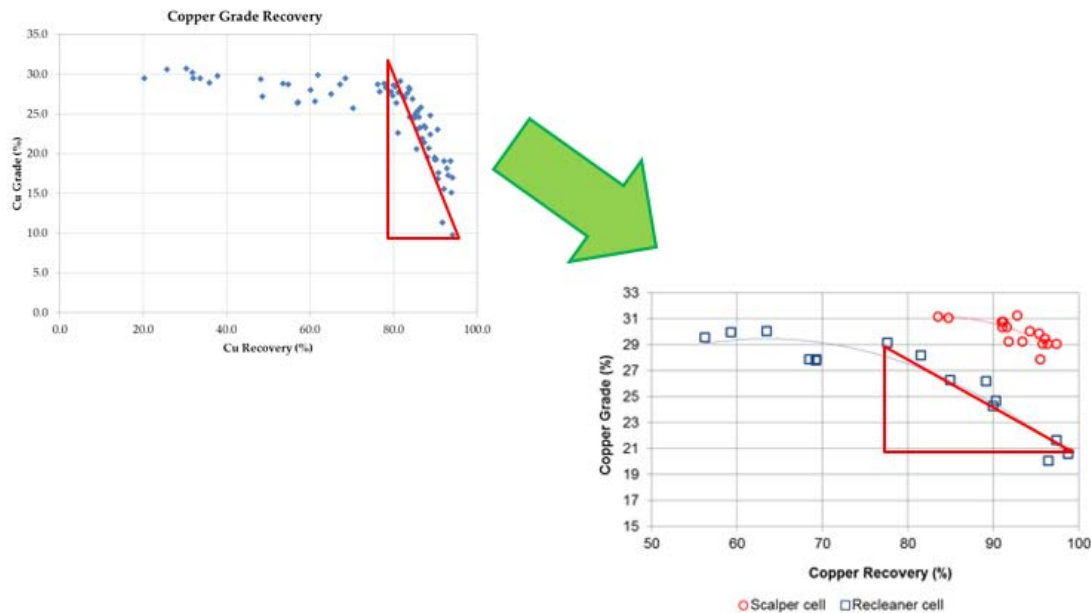 Copper Grade Recovery
35.0
30.0
25.0
20.0
15.0
10.0
5.0
0.0
Cu Grade (%)
0.0 20.0 40.0 60.0 80.0 100.0
Cu Recovery (%)
33
31
29
27
25
23
21
19
17
15
Copper Grade (%)
50 60 70 80 90 100
Copper Recovery (%)
Scalper cell Recleaner cell